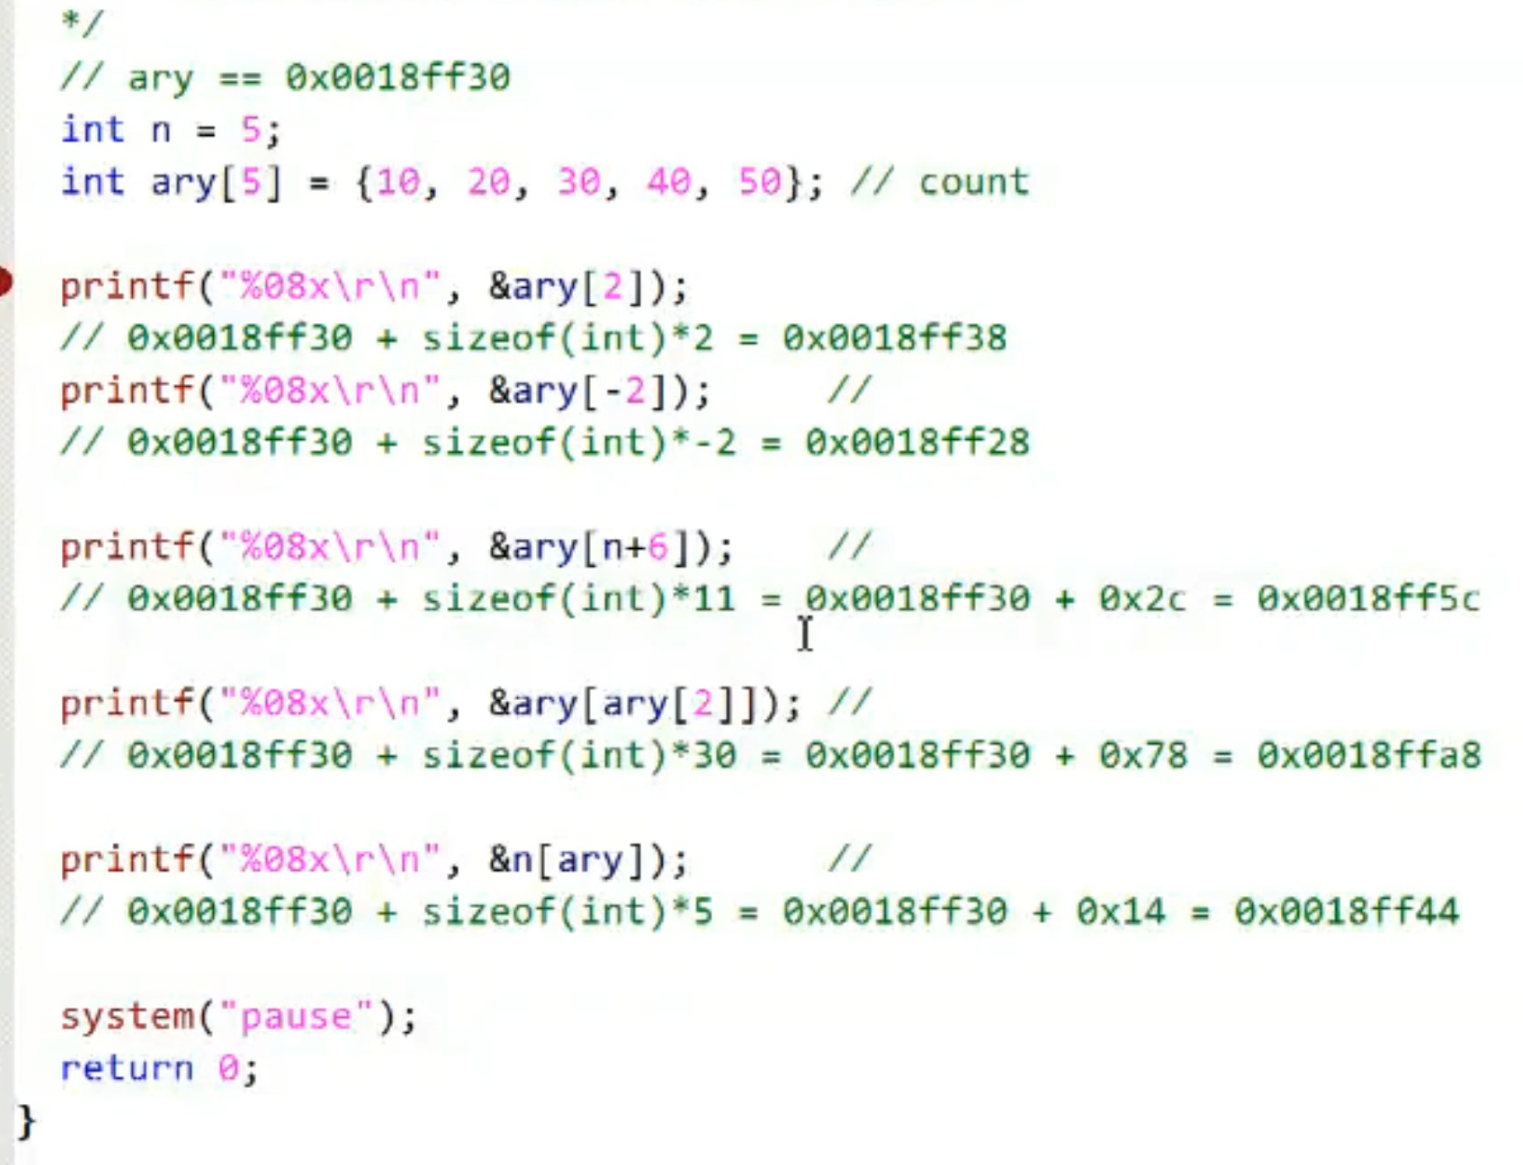 */
// ary == 0x0018ff30
int n = 5;
int ary[5] = {10, 20, 30, 40, 50}; // count
printf("%08x\r\n", &ary[2]);
// 0x0018ff30 + sizeof(int)*2 = 0x0018ff38
printf("%08x\r\n", &ary[-2]); //
// 0x0018ff30 + sizeof(int)*-2 = 0x0018ff28
printf("%08x\r\n", &ary[n+6]); //
// 0x0018ff30 + sizeof(int)*11 = 0x0018ff30 + 0x2c = 0x0018ff5c
printf("%08x\r\n", &ary[ary[2]]); //
// 0x0018ff30 + sizeof(int)*30 = 0x0018ff30 + 0x78 = 0x0018ffa8
printf("%08x\r\n", &n[ary]); //
// 0x0018ff30 + sizeof(int)*5 = 0x0018ff30 + 0x14 = 0x0018ff44
system("pause");
return 0;
}